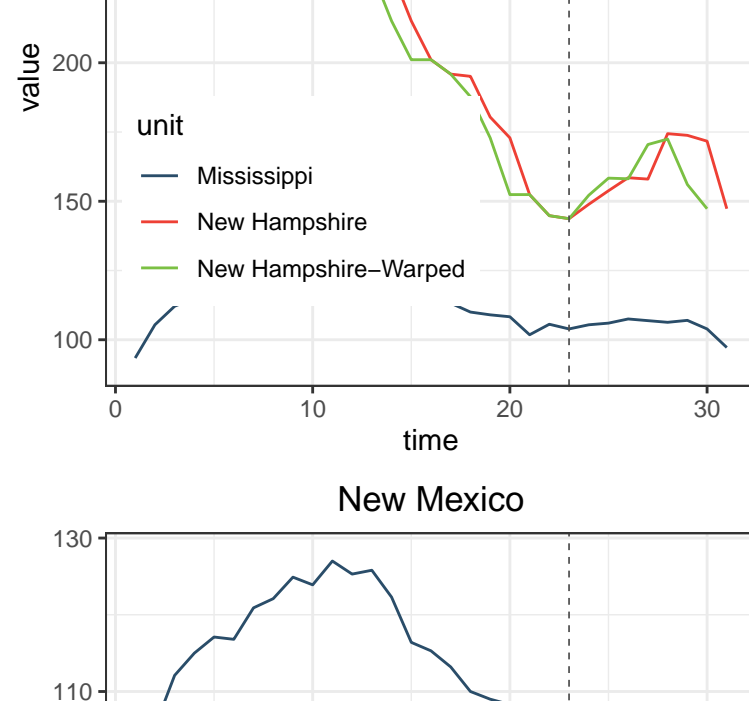 200
value
unit
Mississippi
150
New Hampshire
New Hampshire–Warped
100
0 10 20 30
time
New Mexico
130
110